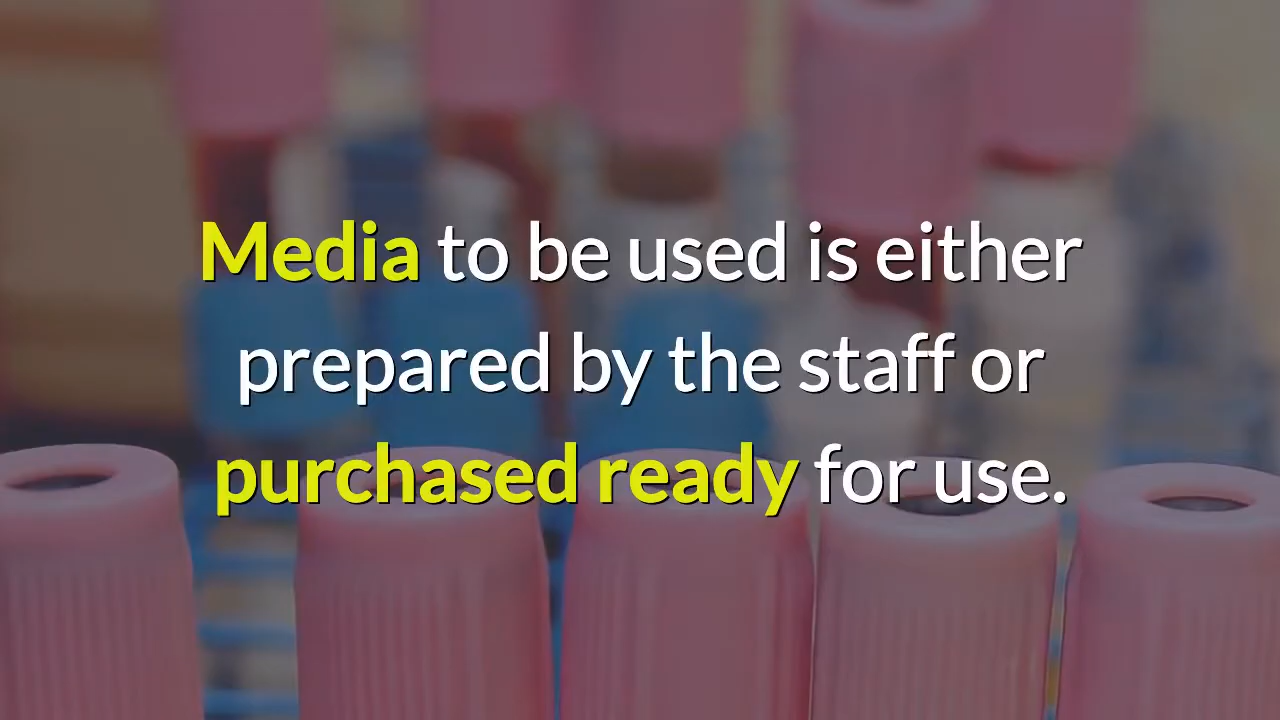 Media to be used is either
prepared by the staff or
purchased ready for use.